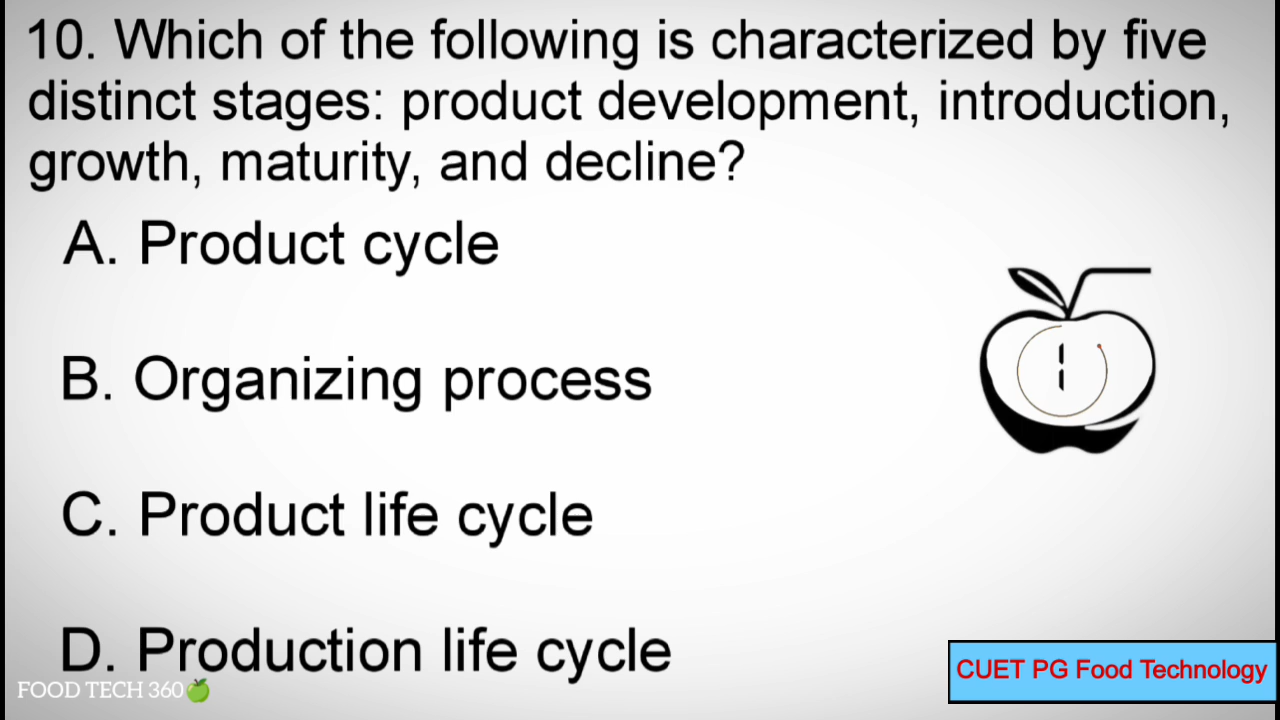 10. Which of the following is characterized by five
distinct stages: product development, introduction,
growth, maturity, and decline?
A. Product cycle
B. Organizing process
C. Product life cycle
D. Production life cycle
1
FOOD TECH 360🍏
CUET PG Food Technology